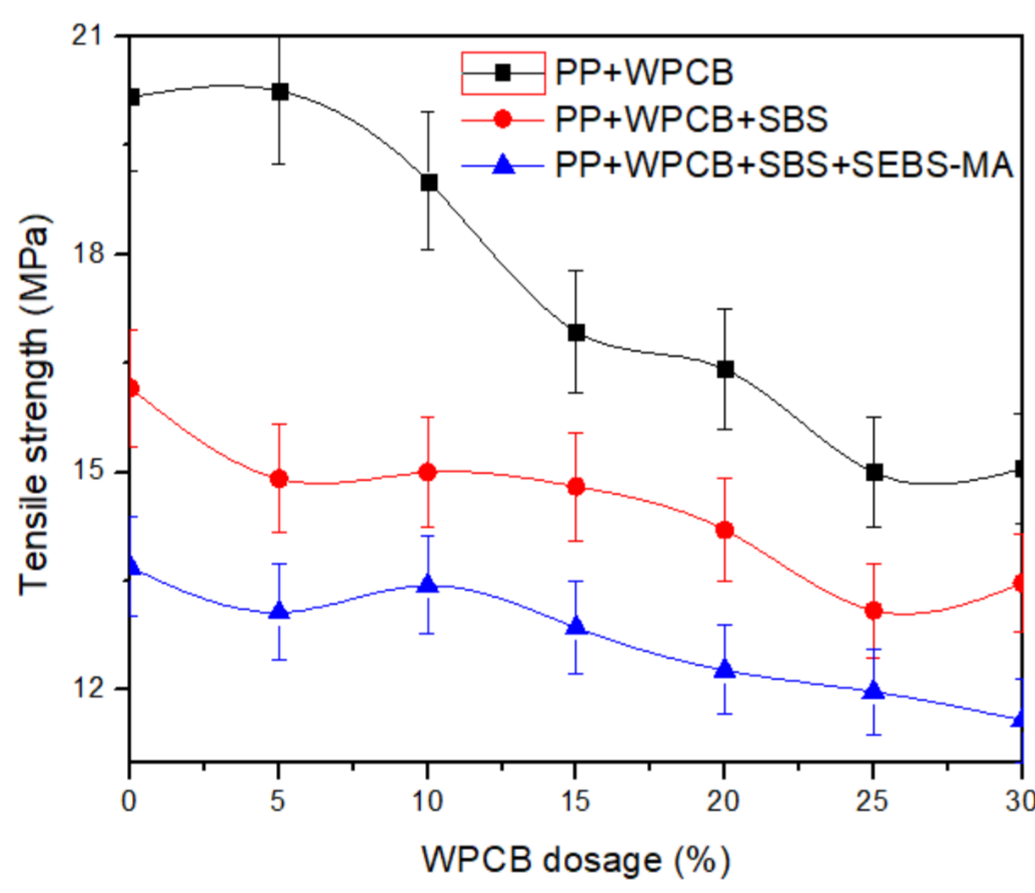 21
18
15
12
Tensile strength (MPa)
PP+WPCB
PP+WPCB+SBS
PP+WPCB+SBS+SEBS-MA
0 5 10 15 20 25 30
WPCB dosage (%)